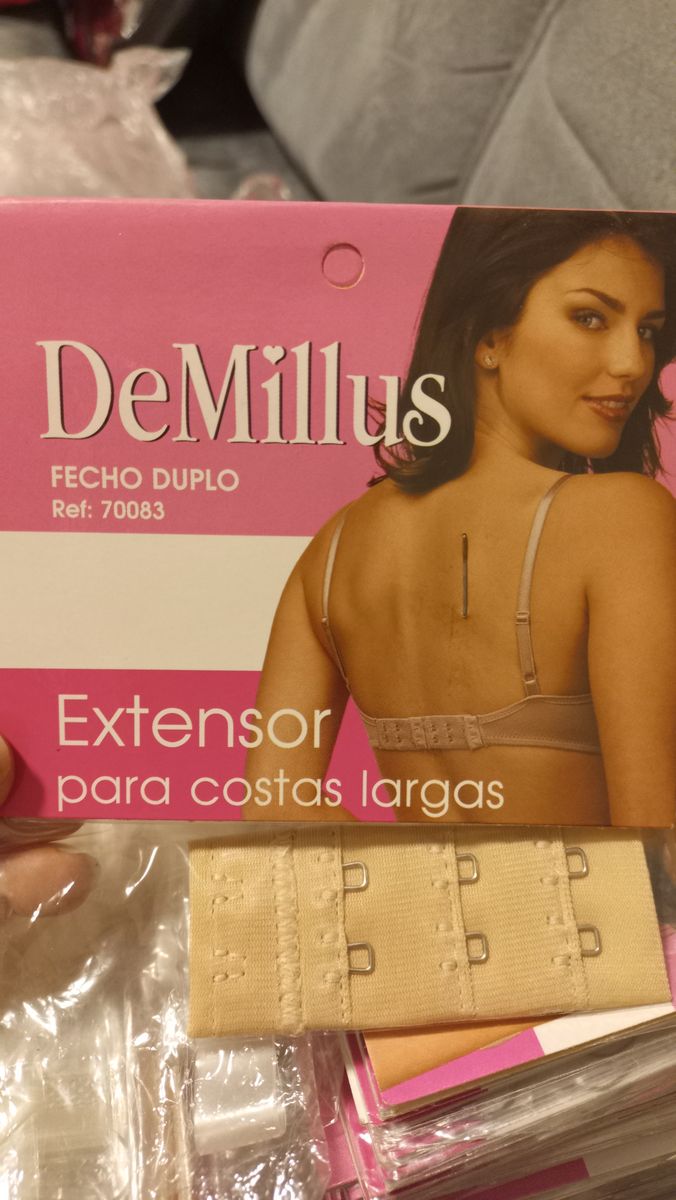 DeMillus
FECHO DUPLO
Ref: 70083
Extensor
para costas largas